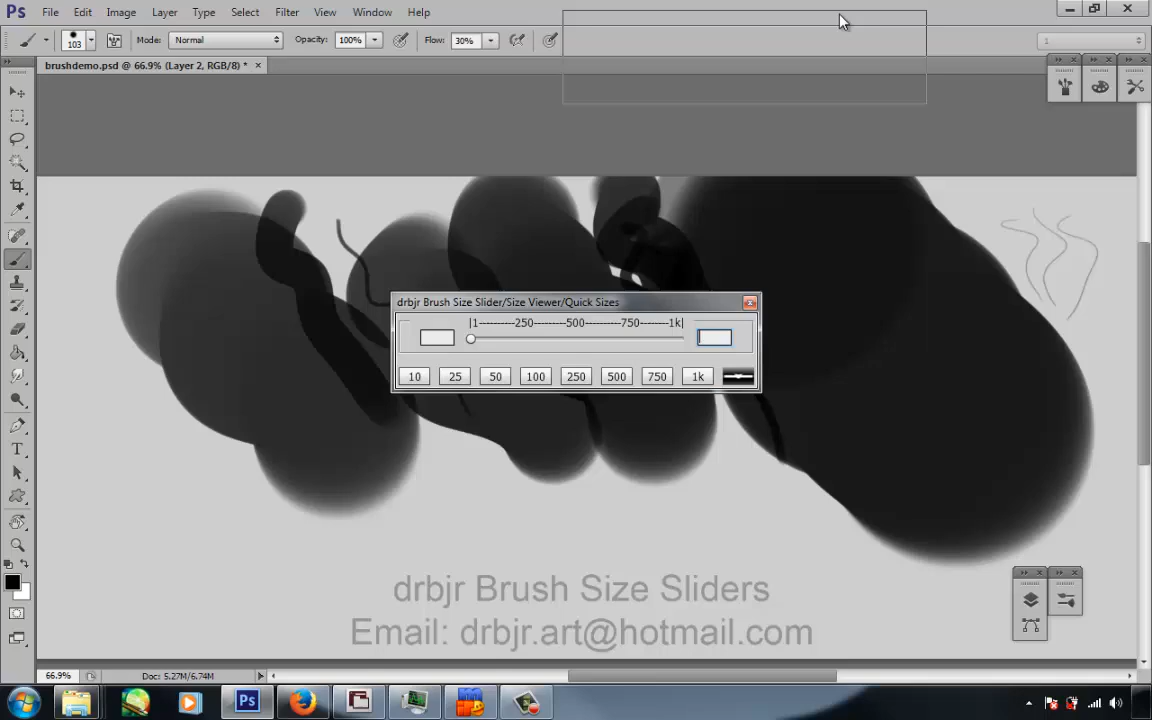 Ps File Edit Image Layer Type Select Filter View Window Help
103 Mode: Normal Opacity: 100% Flow: 30% 1
brushdemo.psd @ 66.9% (Layer 2, RGB/8) * ×
drbjr Brush Size Slider/Size Viewer/Quick Sizes
|1---------250---------500---------750--------1k|
10 25 50 100 250 500 750 1k
drbjr Brush Size Sliders
Email: drbjr.art@hotmail.com
66.9% Doc: 5.27M/6.74M
Ps